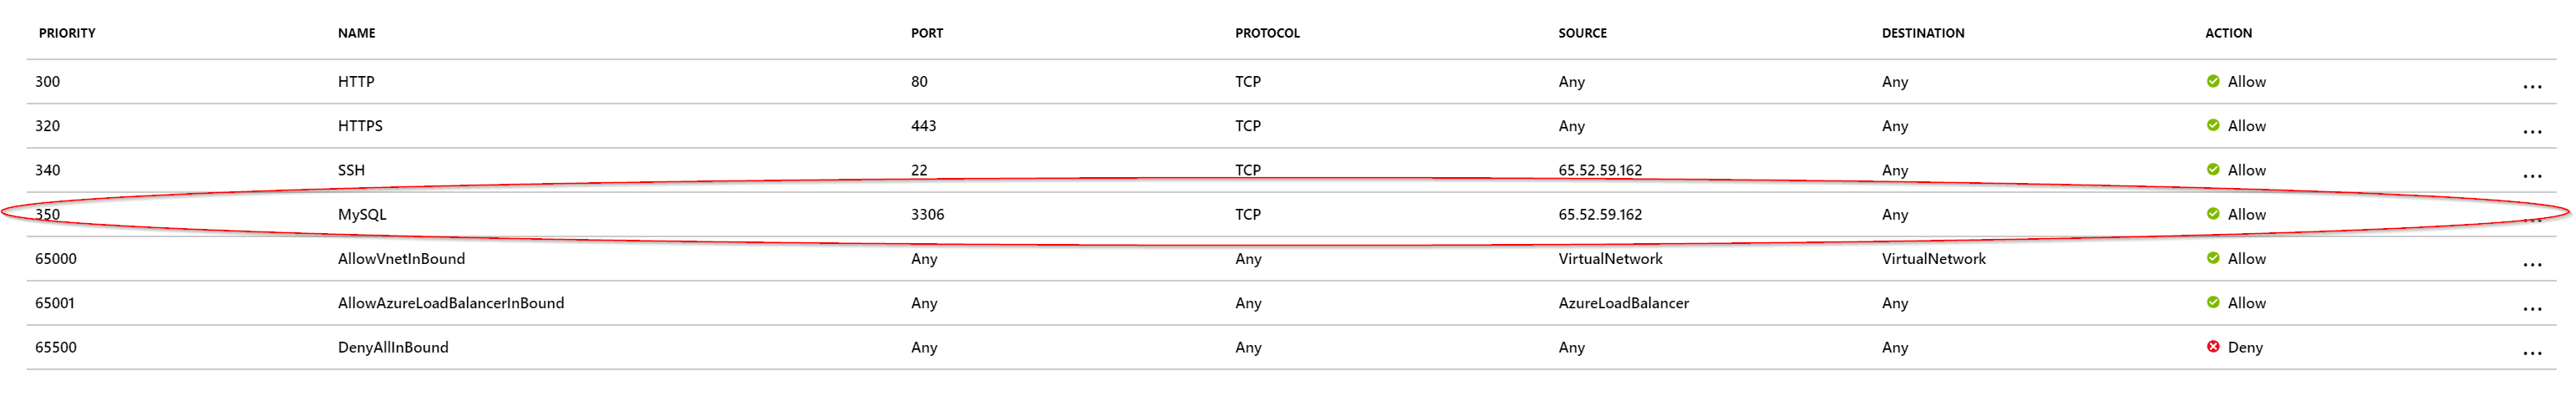 PRIORITY NAME PORT PROTOCOL SOURCE DESTINATION ACTION
300 HTTP 80 TCP Any Any Allow ...
320 HTTPS 443 TCP Any Any Allow ...
340 SSH 22 TCP 65.52.59.162 Any Allow ...
350 MySQL 3306 TCP 65.52.59.162 Any Allow ...
65000 AllowVnetInBound Any Any VirtualNetwork VirtualNetwork Allow ...
65001 AllowAzureLoadBalancerInBound Any Any AzureLoadBalancer Any Allow ...
65500 DenyAllInBound Any Any Any Any Deny ...